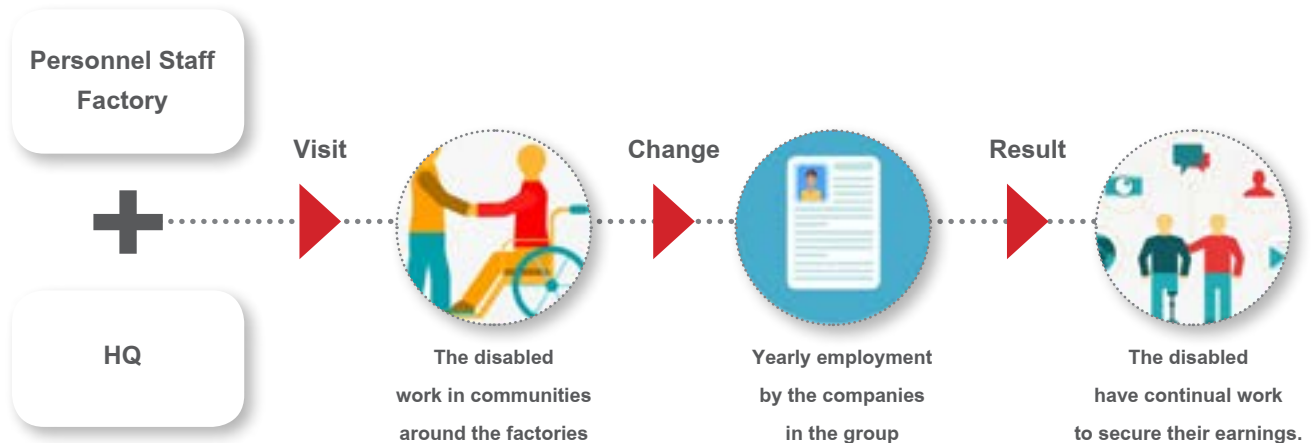 Personnel Staff
Factory
HQ
Visit
The disabled
work in communities
around the factories
Change
Yearly employment
by the companies
in the group
Result
The disabled
have continual work
to secure their earnings.